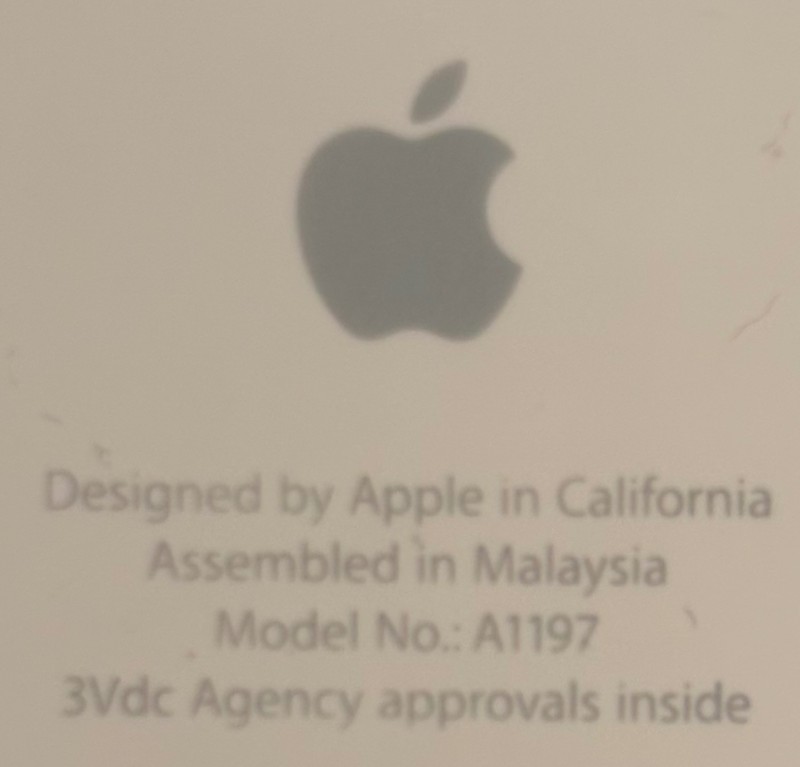 Designed by Apple in California
Assembled in Malaysia
Model No.: A1197
3Vdc Agency approvals inside